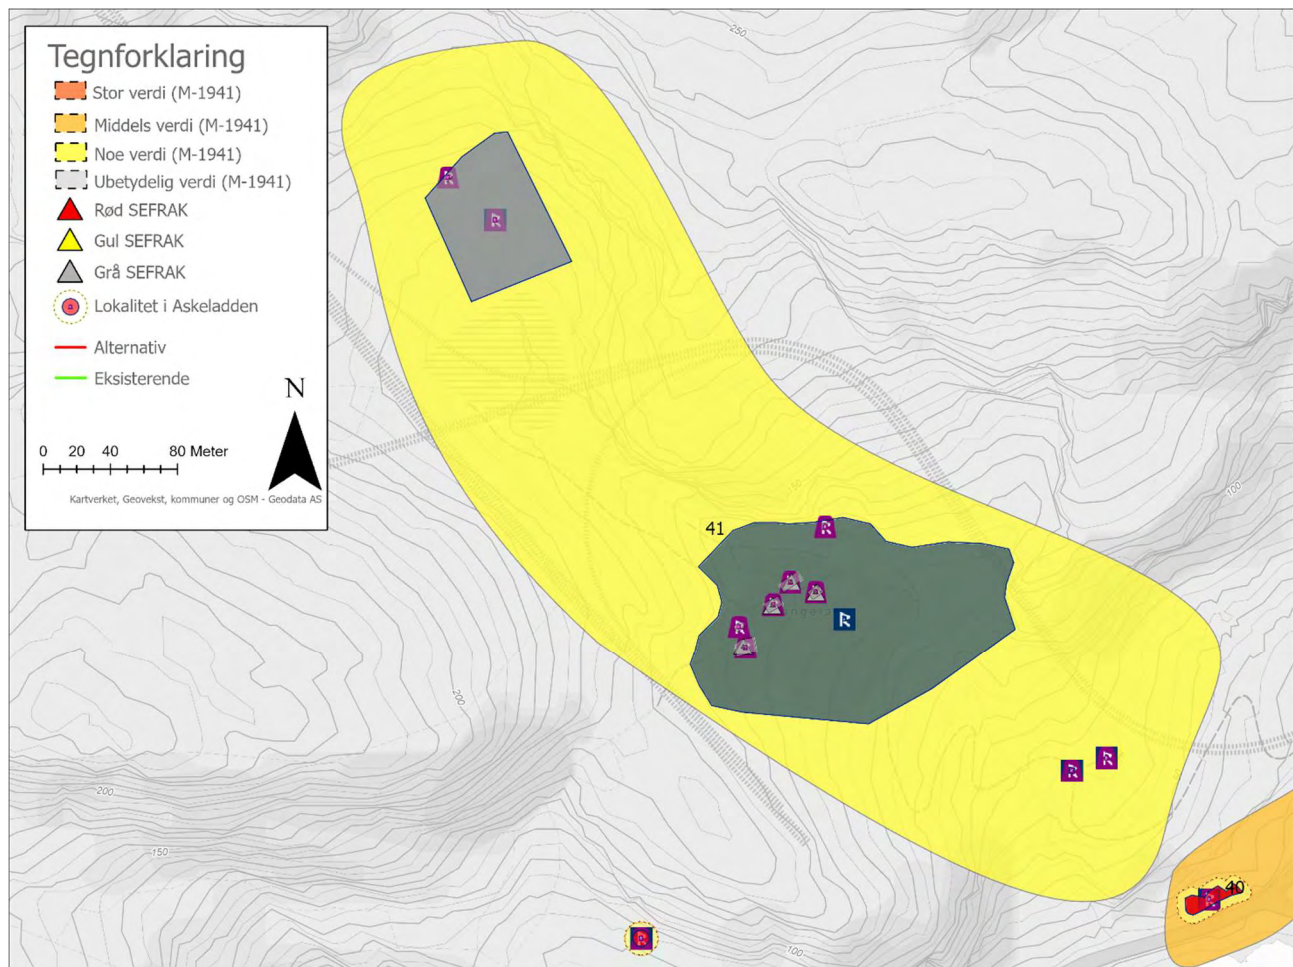 Tegnforklaring
Stor verdi (M-1941)
Middels verdi (M-1941)
Noe verdi (M-1941)
Ubetydelig verdi (M-1941)
Rød SEFRAK
Gul SEFRAK
Grå SEFRAK
Lokalitet i Askeladden
Alternativ
Eksisterende
N
0 20 40 80 Meter
Kartverket, Geovekst, kommuner og OSM - Geodata AS
250
100
41
200
200
150
100
40